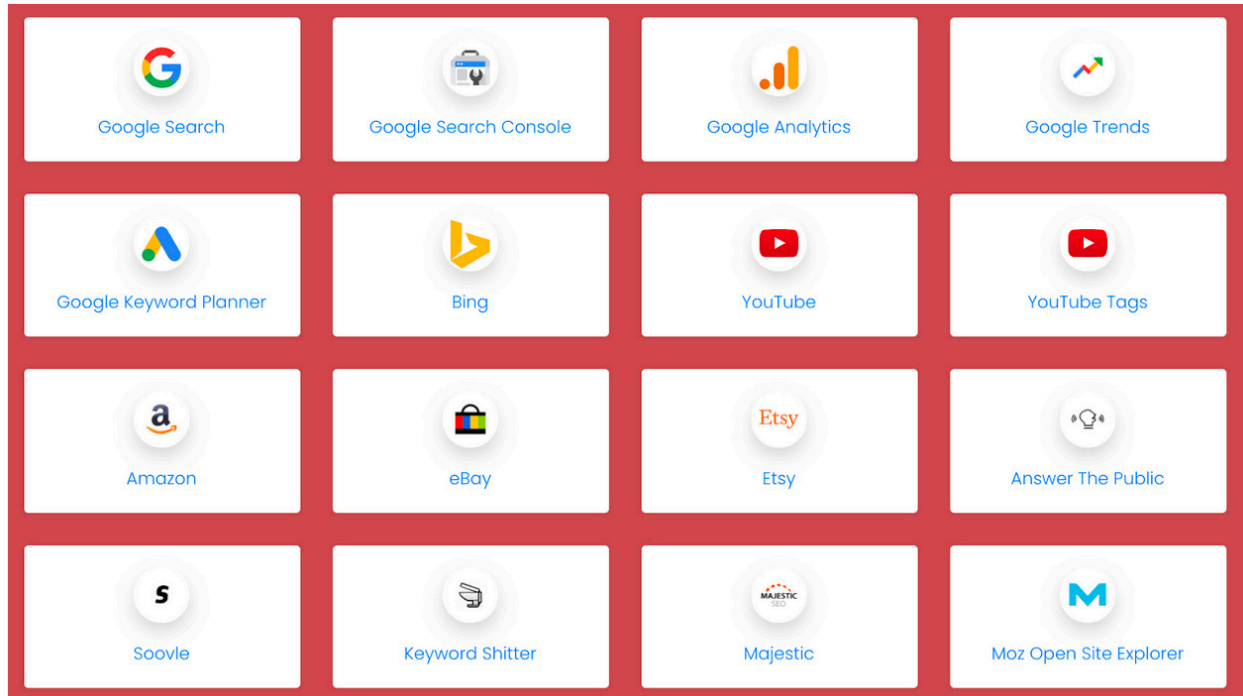 Google Search
Google Search Console
Google Analytics
Google Trends
Google Keyword Planner
Bing
YouTube
YouTube Tags
Amazon
eBay
Etsy
Etsy
Answer The Public
Soovle
Keyword Shitter
MAJESTIC
SEO
Majestic
Moz Open Site Explorer